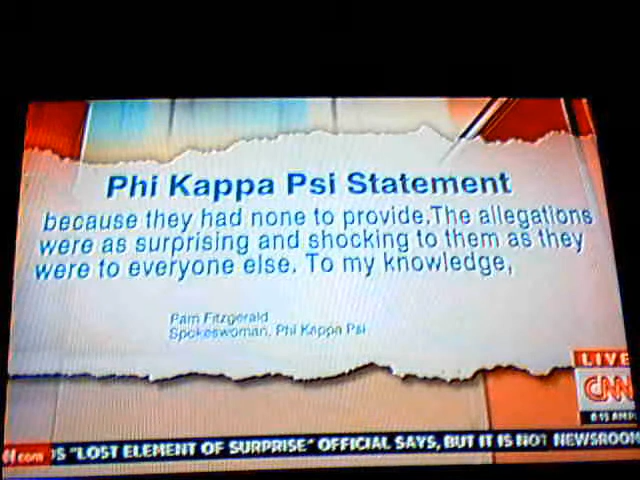 Phi Kappa Psi Statement
because they had none to provide.The allegations
were as surprising and shocking to them as they
were to everyone else. To my knowledge,
Pam Fitzgerald
Spokeswoman, Phi Kappa Psi
LIVE
CNN
.com 'S "LOST ELEMENT OF SURPRISE" OFFICIAL SAYS, BUT IT IS NOT NEWSROOM